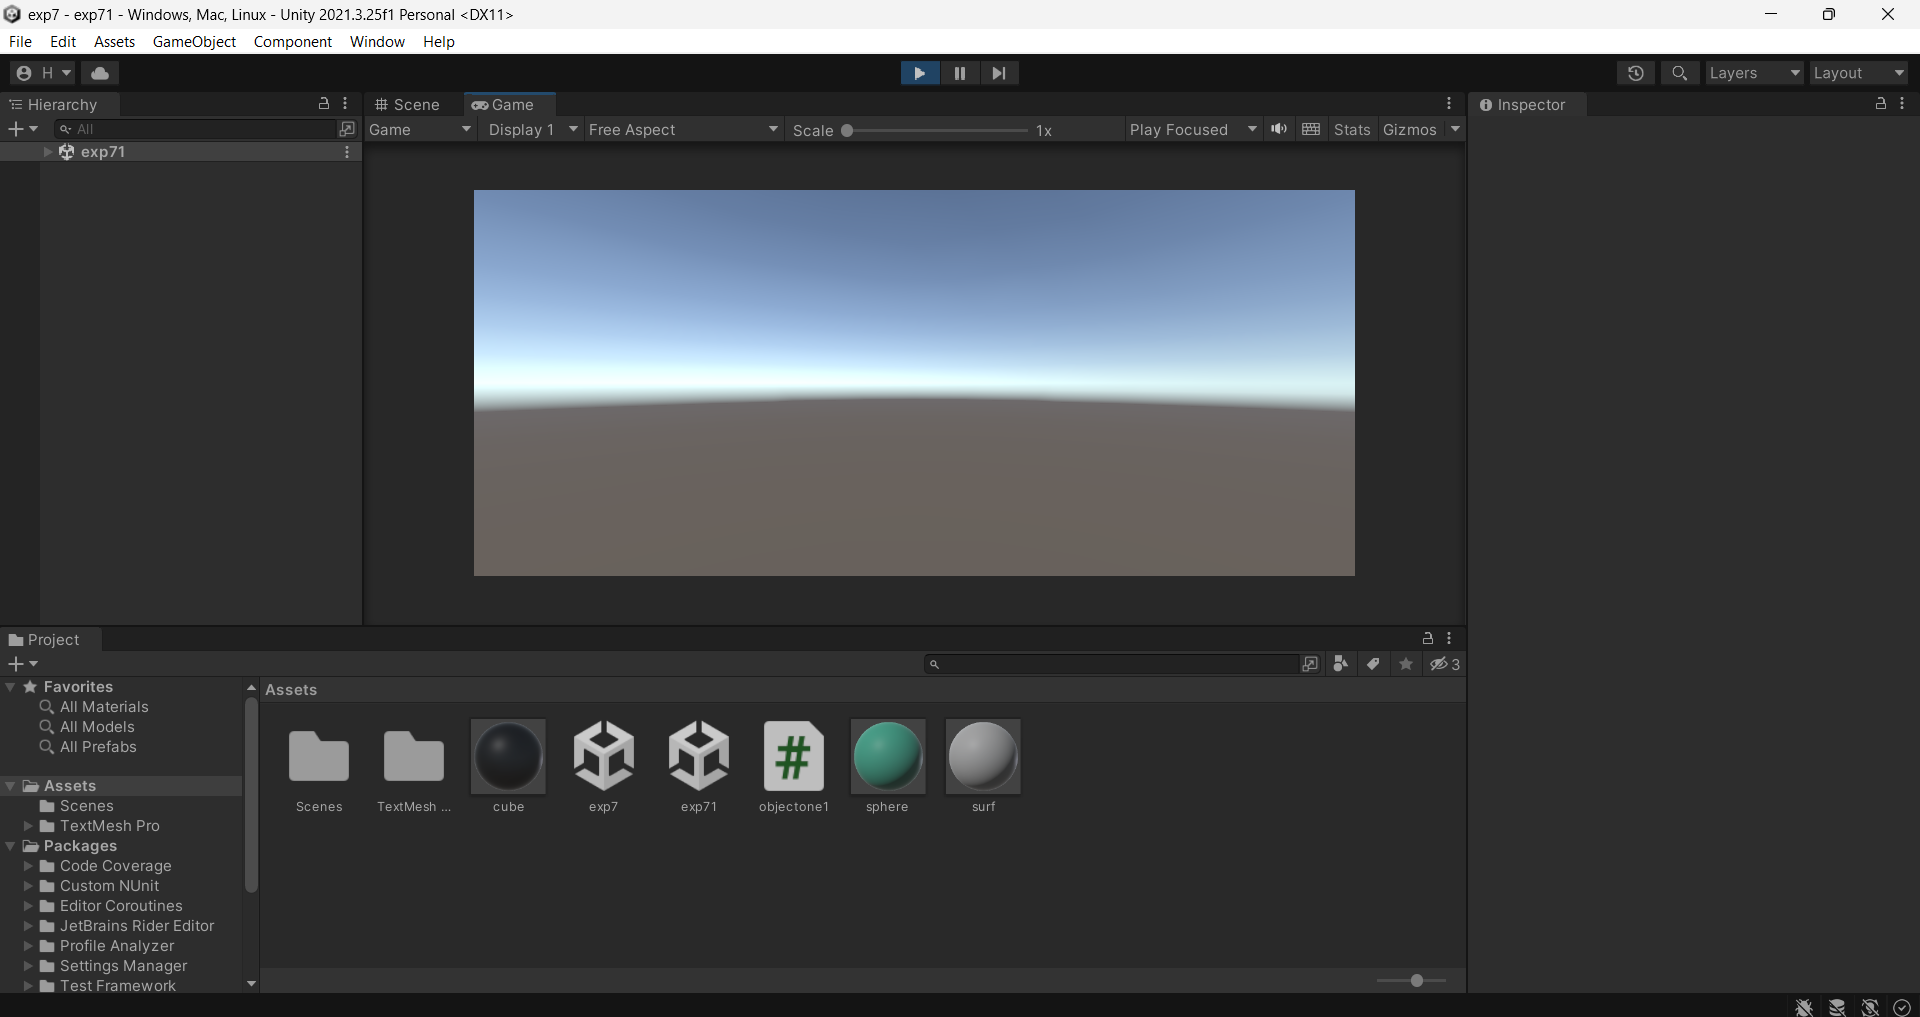 exp7 - exp71 - Windows, Mac, Linux - Unity 2021.3.25f1 Personal <DX11>
File Edit Assets GameObject Component Window Help
H Layers Layout
Hierarchy Scene Game Inspector
All Game Display 1 Free Aspect Scale 1x Play Focused Stats Gizmos
exp71
Project
3
Favorites Assets
All Materials
All Models
All Prefabs
Assets
Scenes
TextMesh Pro
Packages
Code Coverage
Custom NUnit
Editor Coroutines
JetBrains Rider Editor
Profile Analyzer
Settings Manager
Test Framework
Scenes TextMesh ... cube exp7 exp71 objectone1 sphere surf